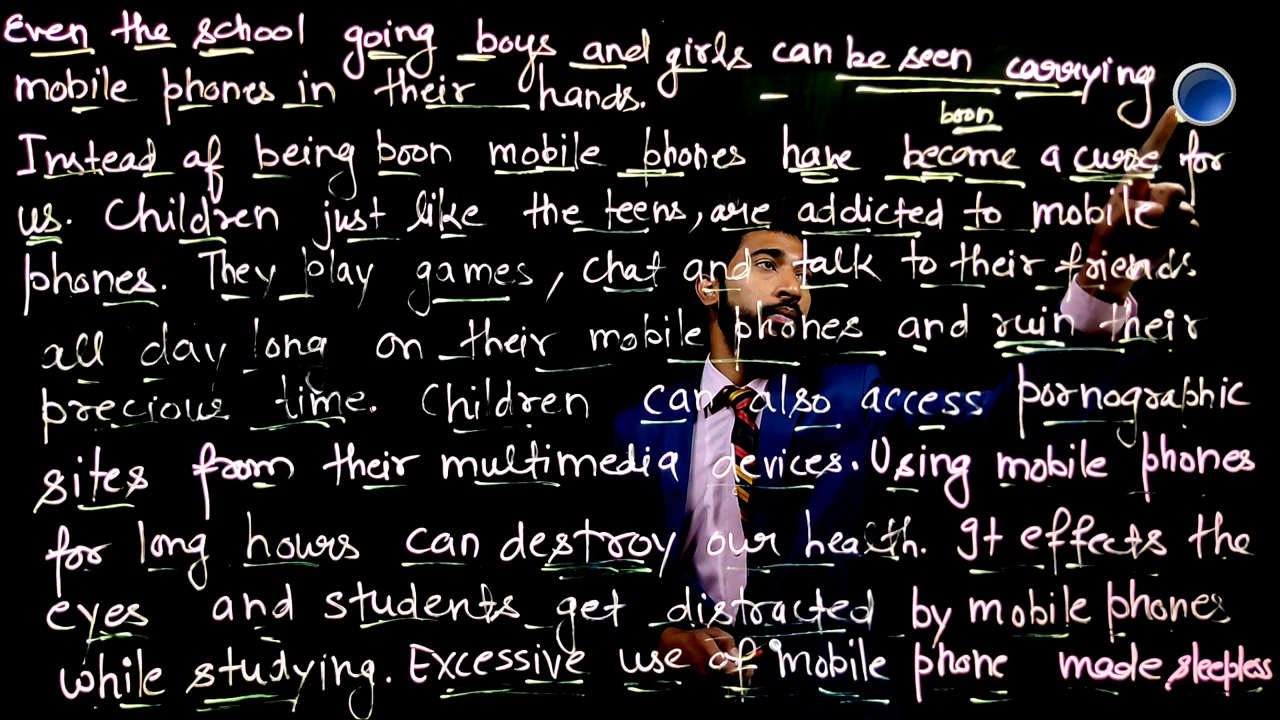 Even the school going boys and girls can be seen carrying
mobile phones in their hands.
boon
Instead of being boon mobile phones have become a curse for
us. Children just like the teens, are addicted to mobile
phones. They play games, chat and talk to their friends
all day long on their mobile phones and ruin their
precious time. Children can also access pornographic
sites from their multimedia devices. Using mobile phones
for long hours can destroy our health. It effects the
eyes and students get distracted by mobile phones
while studying. Excessive use of mobile phone made sleepless